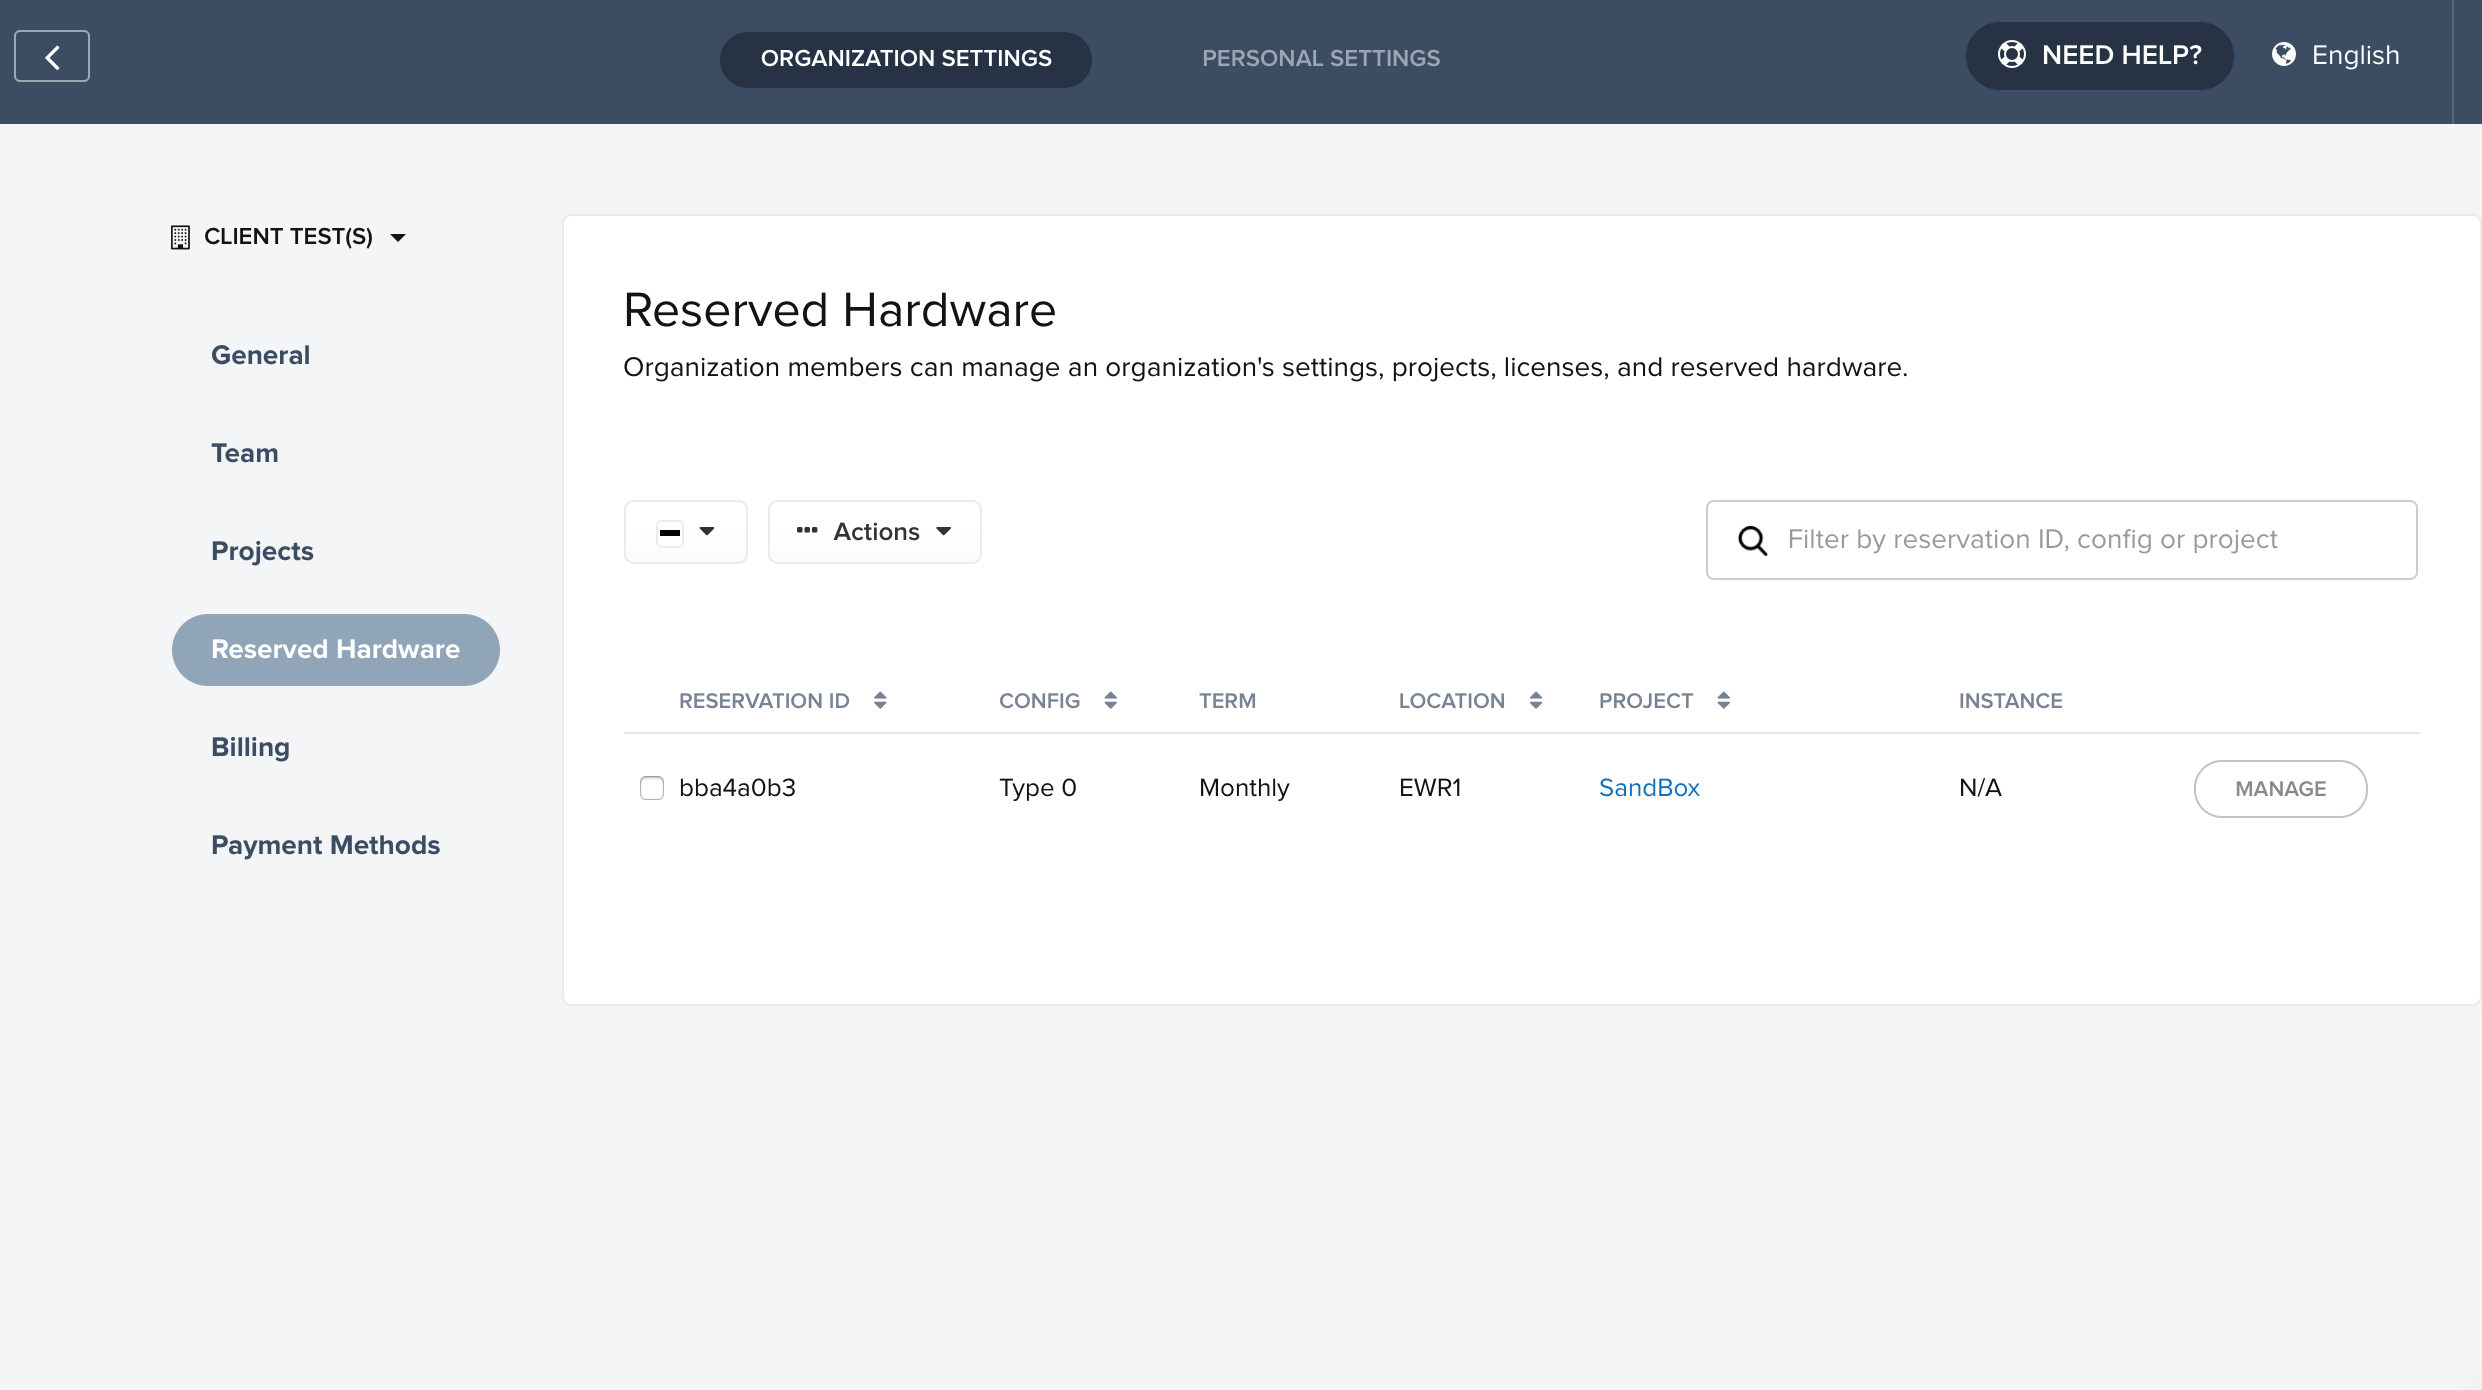 ORGANIZATION SETTINGS
PERSONAL SETTINGS
NEED HELP?
English
CLIENT TEST(S)
General
Team
Projects
Reserved Hardware
Billing
Payment Methods
Reserved Hardware
Organization members can manage an organization's settings, projects, licenses, and reserved hardware.
Actions
Filter by reservation ID, config or project
RESERVATION ID CONFIG TERM LOCATION PROJECT INSTANCE
bba4a0b3 Type 0 Monthly EWR1 SandBox N/A MANAGE